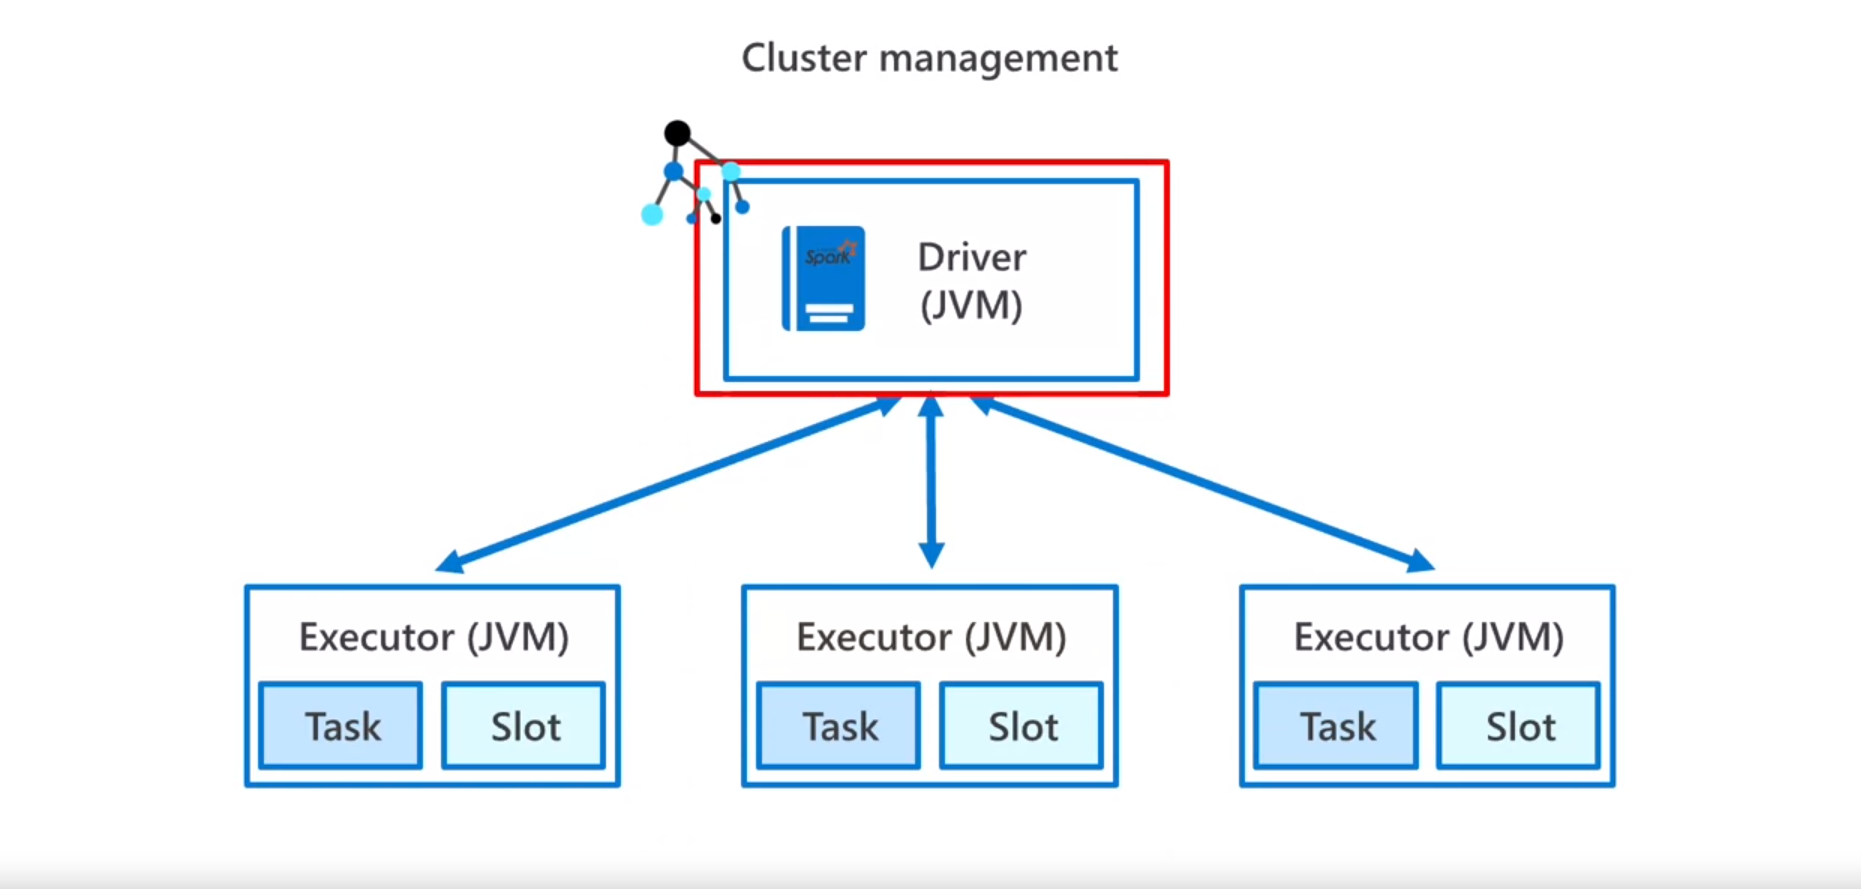 Cluster management
Spark
Driver
(JVM)
Executor (JVM)
Task
Slot
Executor (JVM)
Task
Slot
Executor (JVM)
Task
Slot